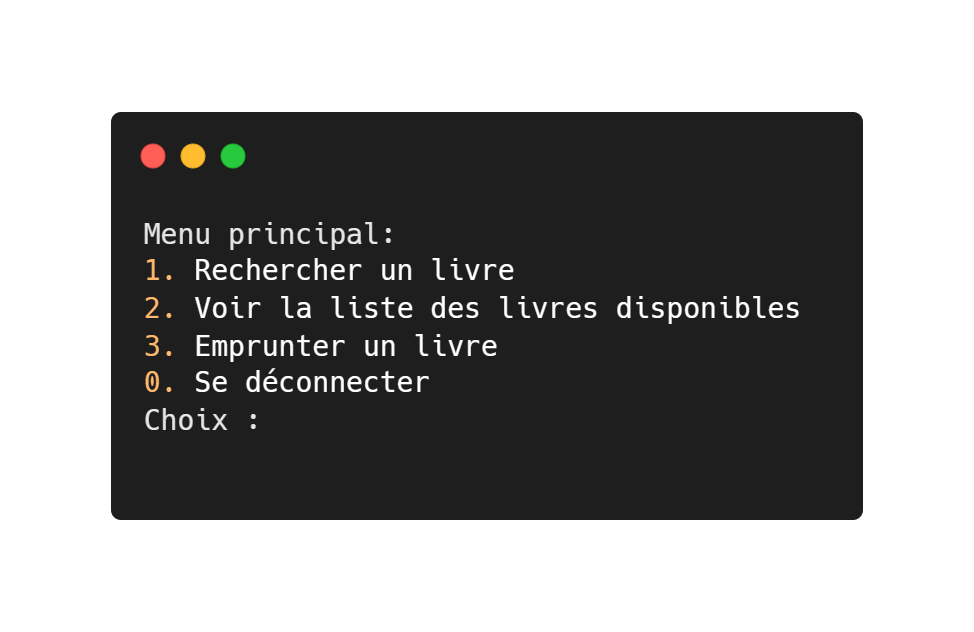 Menu principal:
1. Rechercher un livre
2. Voir la liste des livres disponibles
3. Emprunter un livre
0. Se déconnecter
Choix :